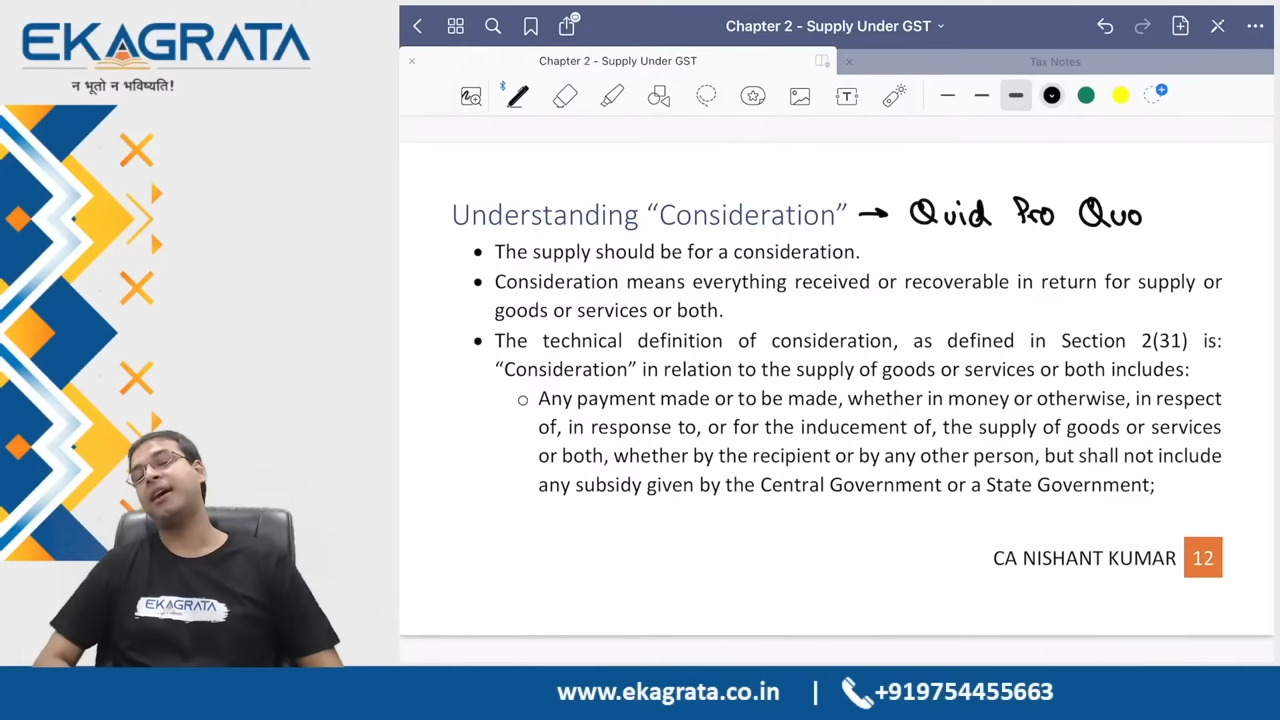 EKAGRATA
न भूतो न भविष्यति!
Chapter 2 - Supply Under GST
Chapter 2 - Supply Under GST
Tax Notes
T
Understanding “Consideration” → Quid Pro Quo
• The supply should be for a consideration.
• Consideration means everything received or recoverable in return for supply or
goods or services or both.
• The technical definition of consideration, as defined in Section 2(31) is:
“Consideration” in relation to the supply of goods or services or both includes:
o Any payment made or to be made, whether in money or otherwise, in respect
of, in response to, or for the inducement of, the supply of goods or services
or both, whether by the recipient or by any other person, but shall not include
any subsidy given by the Central Government or a State Government;
CA NISHANT KUMAR 12
EKAGRATA
www.ekagrata.co.in | +919754455663